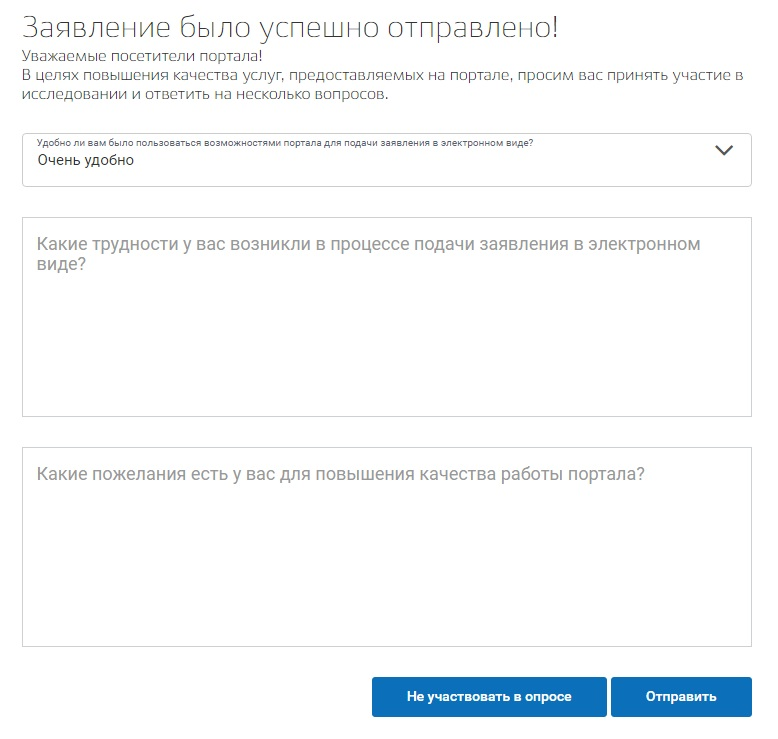 Заявление было успешно отправлено!
Уважаемые посетители портала!
В целях повышения качества услуг, предоставляемых на портале, просим вас принять участие в
исследовании и ответить на несколько вопросов.
Удобно ли вам было пользоваться возможностями портала для подачи заявления в электронном виде?
Очень удобно
Какие трудности у вас возникли в процессе подачи заявления в электронном
виде?
Какие пожелания есть у вас для повышения качества работы портала?
Не участвовать в опросе
Отправить